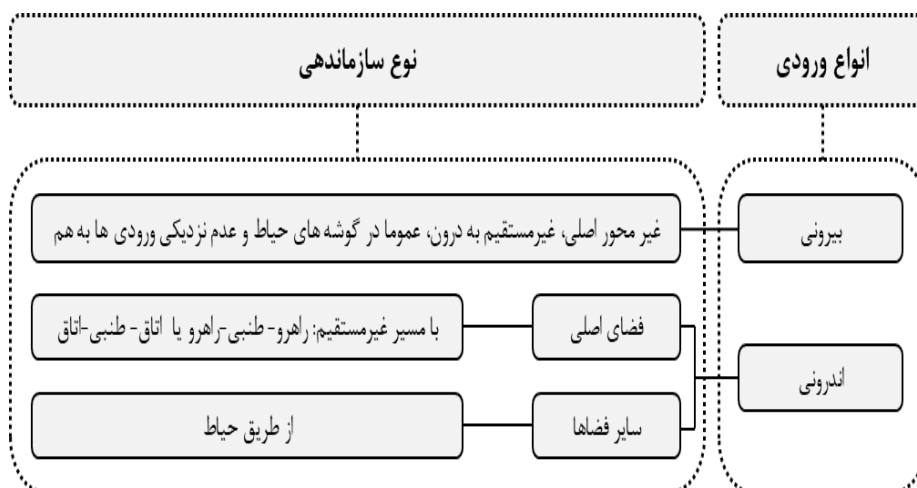 انواع ورودی
نوع سازماندهی
بیرونی
غیر محور اصلی، غیرمستقیم به درون، عموما در گوشه های حیاط و عدم نزدیکی ورودی ها به هم
اندرونی
فضای اصلی
با مسیر غیرمستقیم: راهرو- طنبی-راهرو یا اتاق- طنبی-اتاق
سایر فضاها
از طریق حیاط